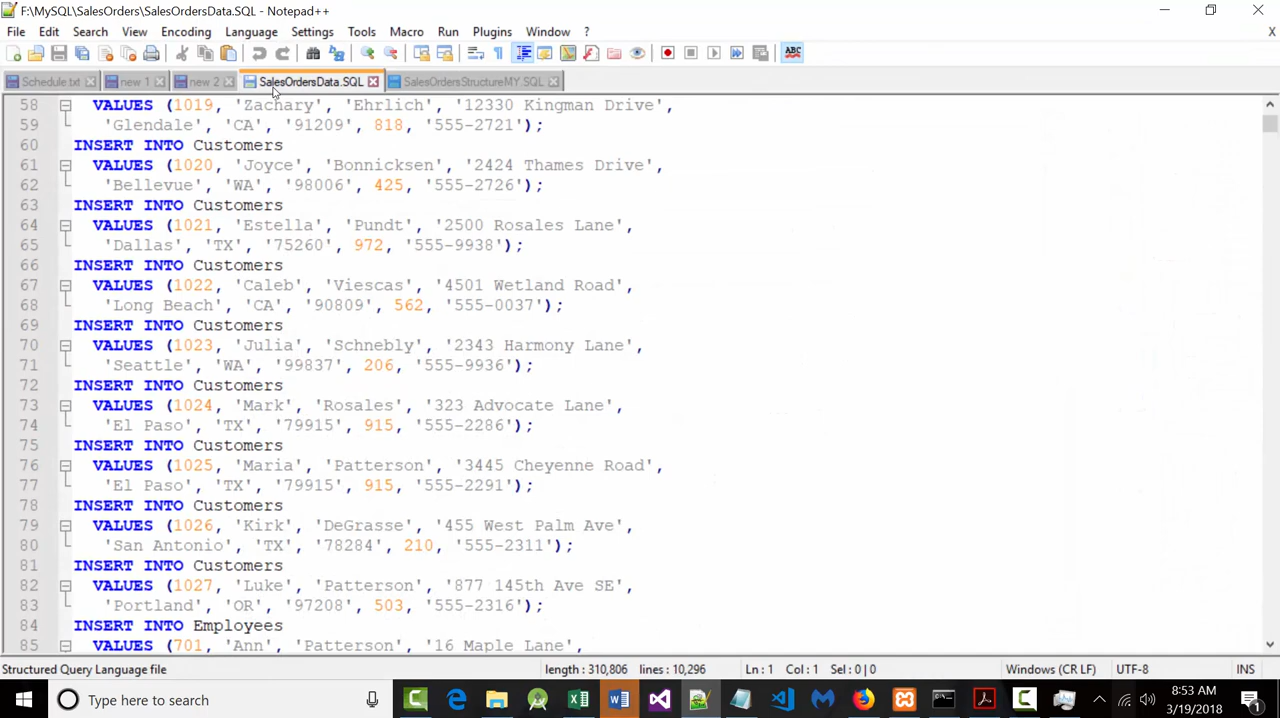 F:\MySQL\SalesOrders\SalesOrdersData.SQL - Notepad++
File Edit Search View Encoding Language Settings Tools Macro Run Plugins Window ? X
Schedule.txt new 1 new 2 SalesOrdersData.SQL SalesOrdersStructureMY.SQL
58 VALUES (1019, 'Zachary', 'Ehrlich', '12330 Kingman Drive',
59 'Glendale', 'CA', '91209', 818, '555-2721');
60 INSERT INTO Customers
61 VALUES (1020, 'Joyce', 'Bonnicksen', '2424 Thames Drive',
62 'Bellevue', 'WA', '98006', 425, '555-2726');
63 INSERT INTO Customers
64 VALUES (1021, 'Estella', 'Pundt', '2500 Rosales Lane',
65 'Dallas', 'TX', '75260', 972, '555-9938');
66 INSERT INTO Customers
67 VALUES (1022, 'Caleb', 'Viescas', '4501 Wetland Road',
68 'Long Beach', 'CA', '90809', 562, '555-0037');
69 INSERT INTO Customers
70 VALUES (1023, 'Julia', 'Schnebly', '2343 Harmony Lane',
71 'Seattle', 'WA', '99837', 206, '555-9936');
72 INSERT INTO Customers
73 VALUES (1024, 'Mark', 'Rosales', '323 Advocate Lane',
74 'El Paso', 'TX', '79915', 915, '555-2286');
75 INSERT INTO Customers
76 VALUES (1025, 'Maria', 'Patterson', '3445 Cheyenne Road',
77 'El Paso', 'TX', '79915', 915, '555-2291');
78 INSERT INTO Customers
79 VALUES (1026, 'Kirk', 'DeGrasse', '455 West Palm Ave',
80 'San Antonio', 'TX', '78284', 210, '555-2311');
81 INSERT INTO Customers
82 VALUES (1027, 'Luke', 'Patterson', '877 145th Ave SE',
83 'Portland', 'OR', '97208', 503, '555-2316');
84 INSERT INTO Employees
85 VALUES (701, 'Ann', 'Patterson', '16 Maple Lane',
Structured Query Language file length : 310,806 lines : 10,296 Ln : 1 Col : 1 Sel : 0 | 0 Windows (CR LF) UTF-8 INS
Type here to search
8:53 AM
3/19/2018